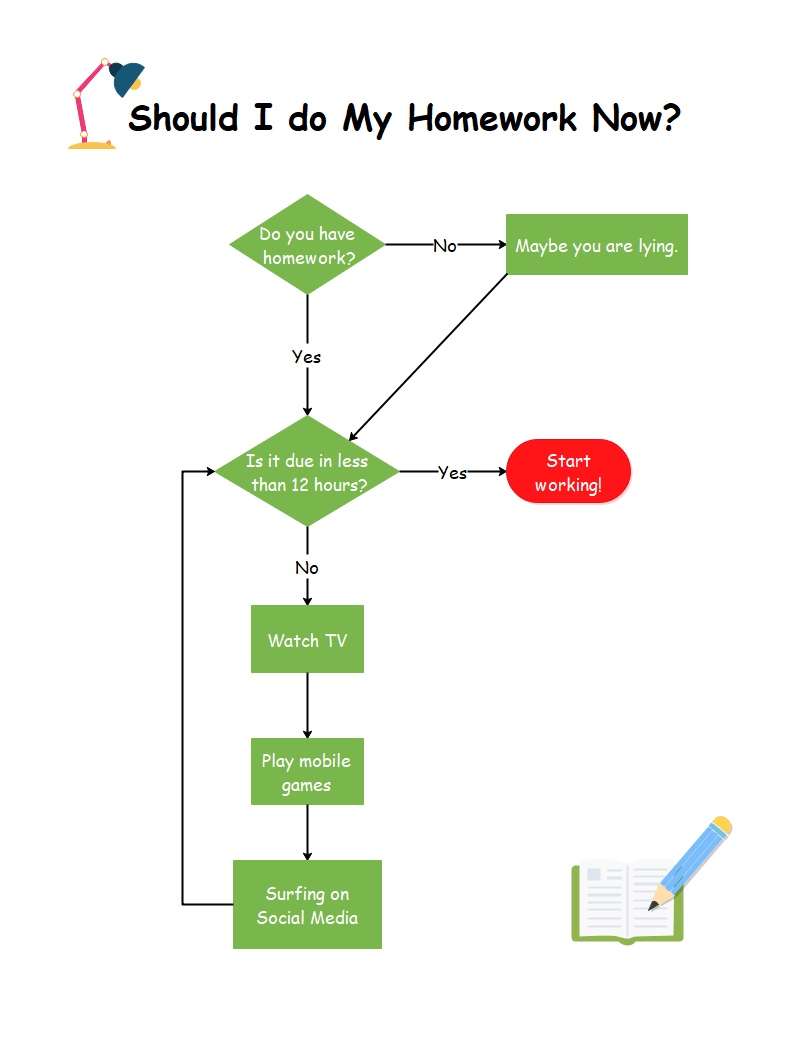 Should I do My Homework Now?
Do you have
homework?
No
Maybe you are lying.
Yes
Is it due in less
than 12 hours?
Yes
Start
working!
No
Watch TV
Play mobile
games
Surfing on
Social Media